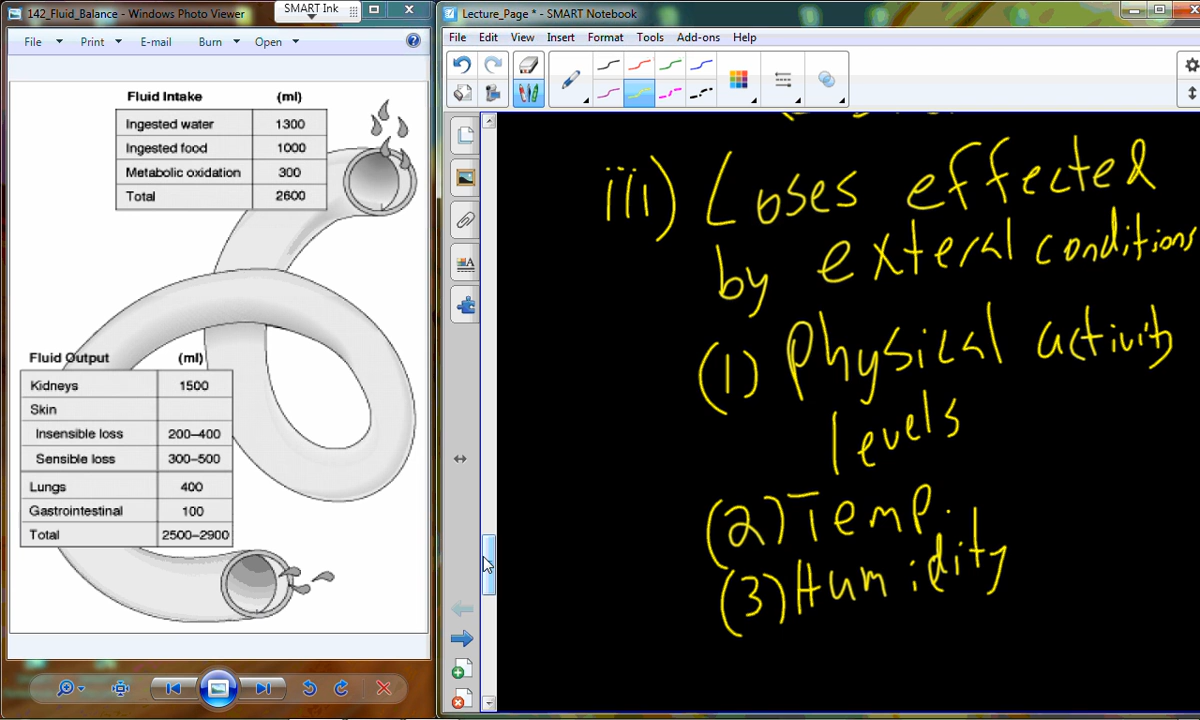 142_Fluid_Balance - Windows Photo Viewer
SMART Ink
File Print E-mail Burn Open
Fluid Intake (ml)
Ingested water 1300
Ingested food 1000
Metabolic oxidation 300
Total 2600
Fluid Output (ml)
Kidneys 1500
Skin
Insensible loss 200–400
Sensible loss 300–500
Lungs 400
Gastrointestinal 100
Total 2500–2900
Lecture_Page * - SMART Notebook
File Edit View Insert Format Tools Add-ons Help
iii) Loses effected
by exteral conditions
(1) Physical activity
levels
(2) Temp.
(3) Humidity